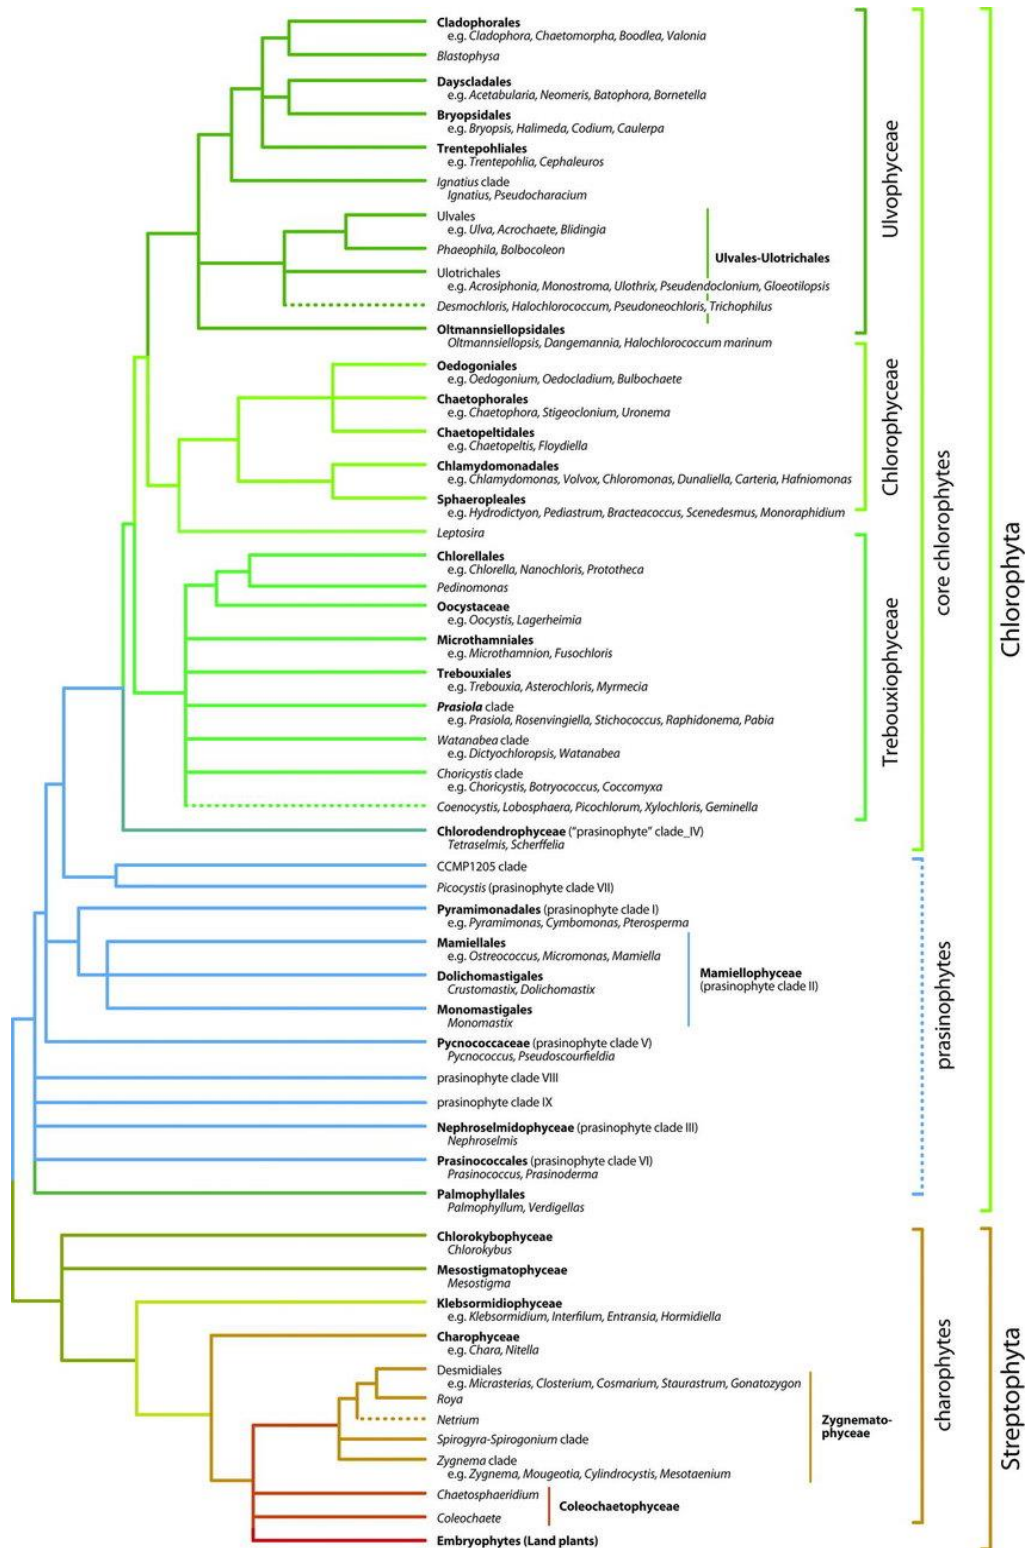 Cladophorales
e.g. Cladophora, Chaetomorpha, Boodlea, Valonia
Blastophysa
Dayscladales
e.g. Acetabularia, Neomeris, Batophora, Bornetella
Bryopsidales
e.g. Bryopsis, Halimeda, Codium, Caulerpa
Trentepohliales
e.g. Trentepohlia, Cephaleuros
Ignatius clade
Ignatius, Pseudocharacium
Ulvales
e.g. Ulva, Acrochaete, Blidingia
Phaeophila, Bolbocoleon
Ulvales-Ulotrichales
Ulotrichales
e.g. Acrosiphonia, Monostroma, Ulothrix, Pseudendoclonium, Gloeotilopsis
Desmochloris, Halochlorococcum, Pseudoneochloris, Trichophilus
Oltmannsiellopsidales
Oltmannsiellopsis, Dangemannia, Halochlorococcum marinum
Ulvophyceae
Oedogoniales
e.g. Oedogonium, Oedocladium, Bulbochaete
Chaetophorales
e.g. Chaetophora, Stigeoclonium, Uronema
Chaetopeltidales
e.g. Chaetopeltis, Floydiella
Chlamydomonadales
e.g. Chlamydomonas, Volvox, Chloromonas, Dunaliella, Carteria, Hafniomonas
Sphaeropleales
e.g. Hydrodictyon, Pediastrum, Bracteacoccus, Scenedesmus, Monoraphidium
Chlorophyceae
Leptosira
Chlorellales
e.g. Chlorella, Nanochloris, Prototheca
Pedinomonas
Oocystaceae
e.g. Oocystis, Lagerheimia
Microthamniales
e.g. Microthamnion, Fusochloris
Trebouxiales
e.g. Trebouxia, Asterochloris, Myrmecia
Prasiola clade
e.g. Prasiola, Rosenvingiella, Stichococcus, Raphidonema, Pabia
Watanabea clade
e.g. Dictyochloropsis, Watanabea
Choricystis clade
e.g. Choricystis, Botryococcus, Coccomyxa
Coenocystis, Lobosphaera, Picochlorum, Xylochloris, Geminella
Trebouxiophyceae
Chlorodendrophyceae ("prasinophyte" clade_IV)
Tetraselmis, Scherffelia
core chlorophytes
CCMP1205 clade
Picocystis (prasinophyte clade VII)
Pyramimonadales (prasinophyte clade I)
e.g. Pyramimonas, Cymbomonas, Pterosperma
Mamiellales
e.g. Ostreococcus, Micromonas, Mamiella
Dolichomastigales
Crustomastix, Dolichomastix
Mamiellophyceae
(prasinophyte clade II)
Monomastigales
Monomastix
Pycnococcaceae (prasinophyte clade V)
Pycnococcus, Pseudoscourfieldia
prasinophyte clade VIII
prasinophyte clade IX
Nephroselmidophyceae (prasinophyte clade III)
Nephroselmis
Prasinococcales (prasinophyte clade VI)
Prasinococcus, Prasinoderma
Palmophyllales
Palmophyllum, Verdigellas
prasinophytes
Chlorophyta
Chlorokybophyceae
Chlorokybus
Mesostigmatophyceae
Mesostigma
Klebsormidiophyceae
e.g. Klebsormidium, Interfilum, Entransia, Hormidiella
Charophyceae
e.g. Chara, Nitella
Desmidiales
e.g. Micrasterias, Closterium, Cosmarium, Staurastrum, Gonatozygon
Roya
Netrium
Spirogyra-Spirogonium clade
Zygnema clade
e.g. Zygnema, Mougeotia, Cylindrocystis, Mesotaenium
Zygnemato-
phyceae
Chaetosphaeridium
Coleochaete
Coleochaetophyceae
Embryophytes (Land plants)
charophytes
Streptophyta